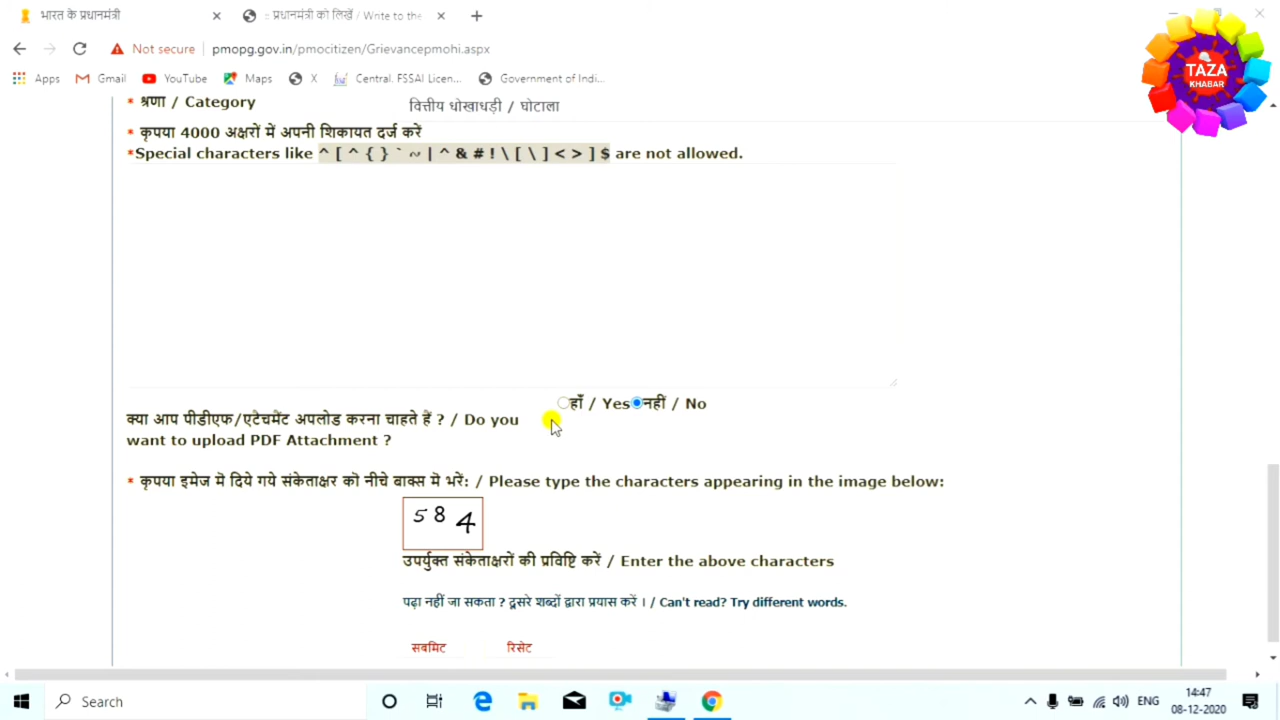 भारत के प्रधानमंत्री
:: प्रधानमंत्री को लिखें / Write to the
Not secure
pmopg.gov.in/pmocitizen/Grievancepmohi.aspx
Apps
Gmail
YouTube
Maps
X
Central. FSSAI Licen...
Government of Indi...
TAZA
KHABAR
* श्रेणी / Category
वित्तीय धोखाधड़ी / घोटाला
* कृपया 4000 अक्षरों में अपनी शिकायत दर्ज करें
*Special characters like ^ [ ^ { } ` ~ | ^ & # ! \ [ \ ] < > ] $ are not allowed.
हाँ / Yes नहीं / No
क्या आप पीडीएफ/एटैचमैंट अपलोड करना चाहते हैं ? / Do you
want to upload PDF Attachment ?
* कृपया इमेज मॆ दिये गये संकेताक्षर कॊ नीचे बाक्स मॆ भरें: / Please type the characters appearing in the image below:
5 8 4
उपर्युक्त संकेताक्षरों की प्रविष्टि करें / Enter the above characters
पढ़ा नहीं जा सकता ? दूसरे शब्दों द्वारा प्रयास करें । / Can't read? Try different words.
सबमिट
रिसेट
Search
ENG
14:47
08-12-2020